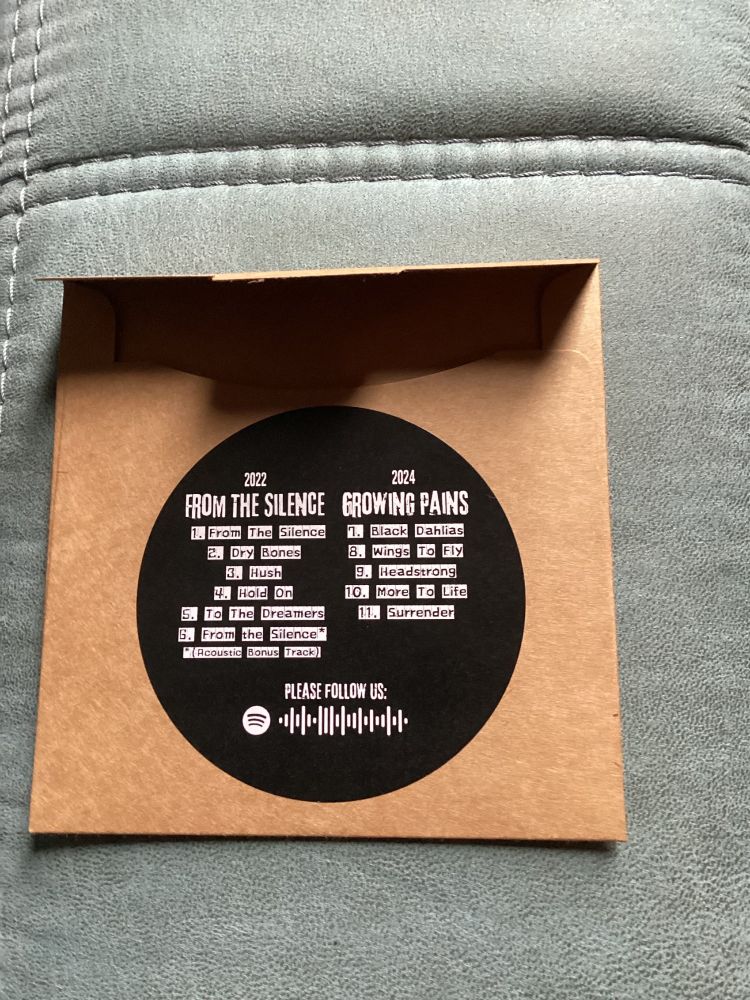 2022
FROM THE SILENCE
1. From The Silence
2. Dry Bones
3. Hush
4. Hold On
5. To The Dreamers
6. From the Silence*
*(Acoustic Bonus Track)
2024
GROWING PAINS
7. Black Dahlias
8. Wings To Fly
9. Headstrong
10. More To Life
11. Surrender
PLEASE FOLLOW US: